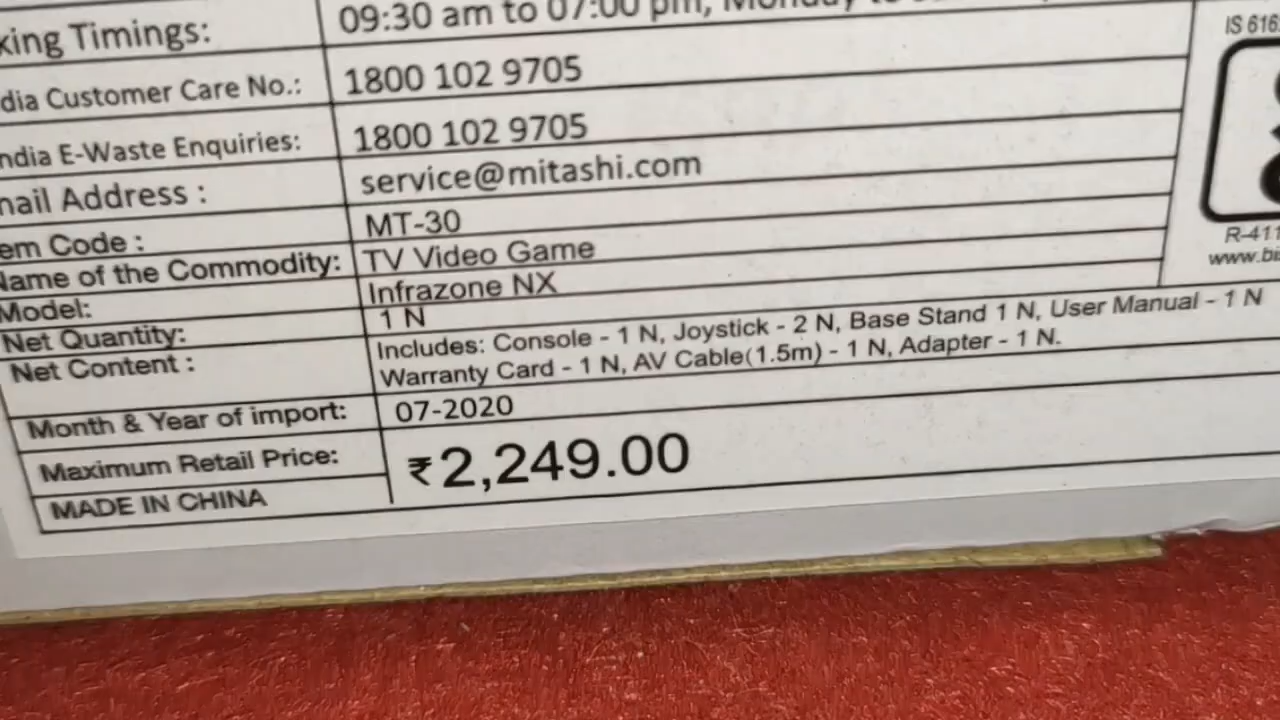 king Timings: 09:30 am to 07:00 pm, Monday to
dia Customer Care No.: 1800 102 9705
ndia E-Waste Enquiries: 1800 102 9705
nail Address : service@mitashi.com
em Code : MT-30
Name of the Commodity: TV Video Game
Model: Infrazone NX
Net Quantity: 1 N
Net Content : Includes: Console - 1 N, Joystick - 2 N, Base Stand 1 N, User Manual - 1 N
Warranty Card - 1 N, AV Cable(1.5m) - 1 N, Adapter - 1 N.
Month & Year of import: 07-2020
Maximum Retail Price: ₹2,249.00
MADE IN CHINA
IS 616
R-411
www.bi